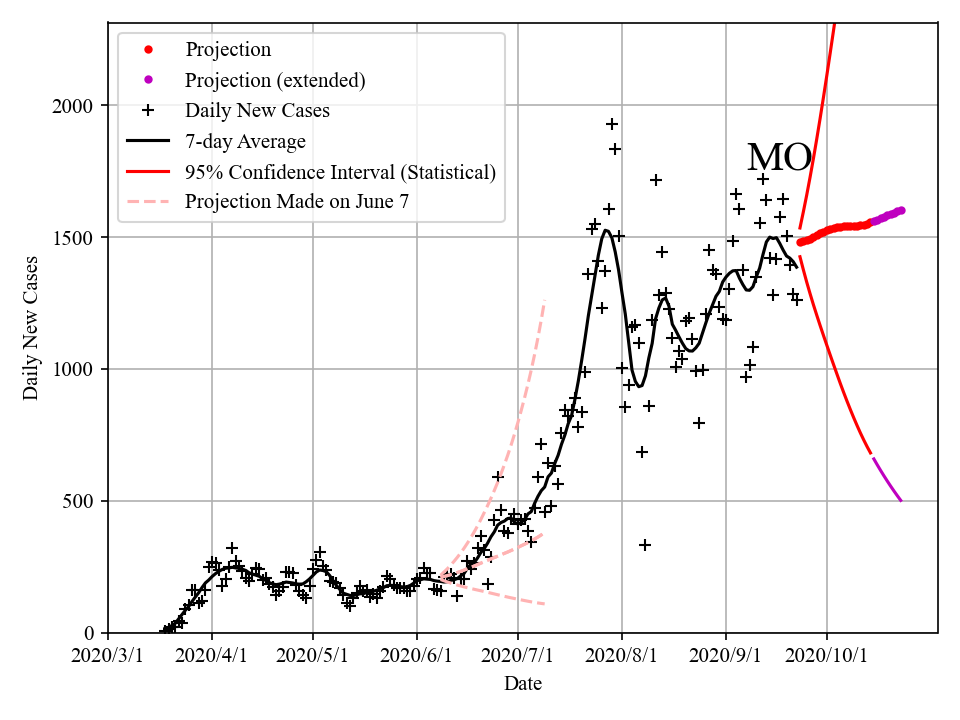 Projection
Projection (extended)
Daily New Cases
7-day Average
95% Confidence Interval (Statistical)
Projection Made on June 7
MO
2000
1500
1000
500
0
Daily New Cases
2020/3/1 2020/4/1 2020/5/1 2020/6/1 2020/7/1 2020/8/1 2020/9/1 2020/10/1
Date